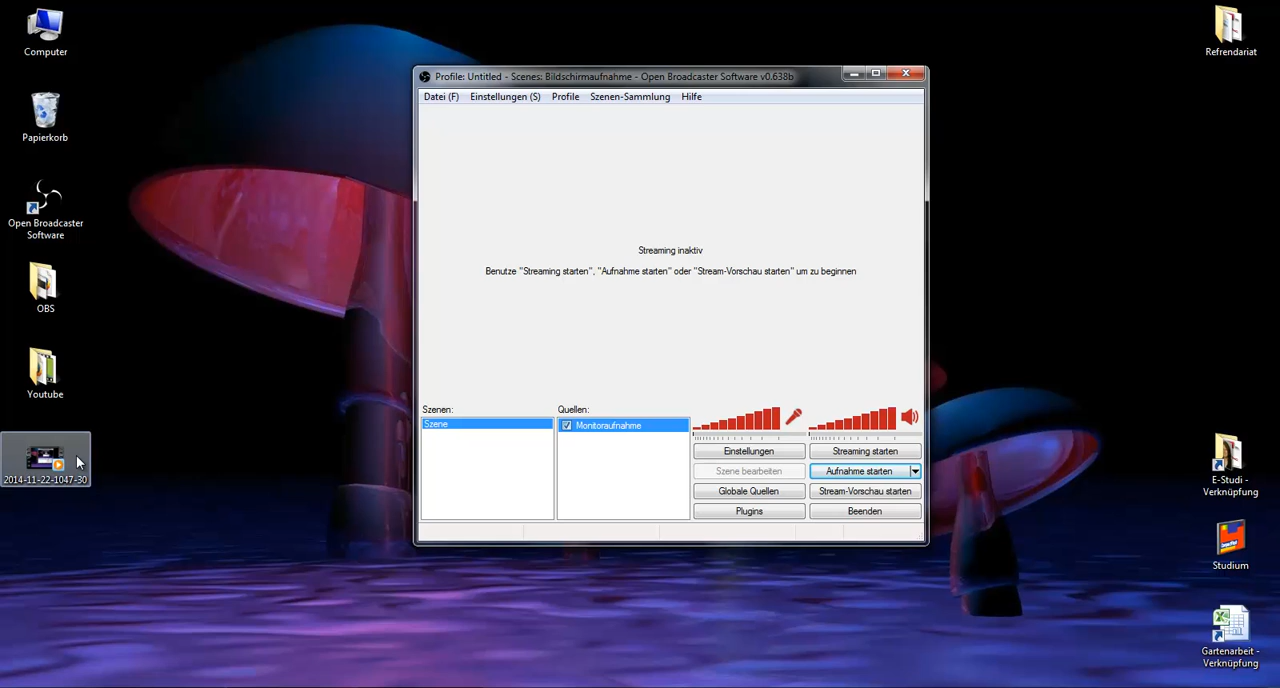 Computer
Papierkorb
Open Broadcaster
Software
OBS
Youtube
2014-11-22-1047-30
Profile: Untitled - Scenes: Bildschirmaufnahme - Open Broadcaster Software v0.638b
Datei (F) Einstellungen (S) Profile Szenen-Sammlung Hilfe
Streaming inaktiv
Benutze "Streaming starten", "Aufnahme starten" oder "Stream-Vorschau starten" um zu beginnen
Szenen: Quellen:
Szene
Monitoraufnahme
Einstellungen Streaming starten
Szene bearbeiten Aufnahme starten
Globale Quellen Stream-Vorschau starten
Plugins Beenden
Refrendariat
E-Studi -
Verknüpfung
Studium
Gartenarbeit -
Verknüpfung